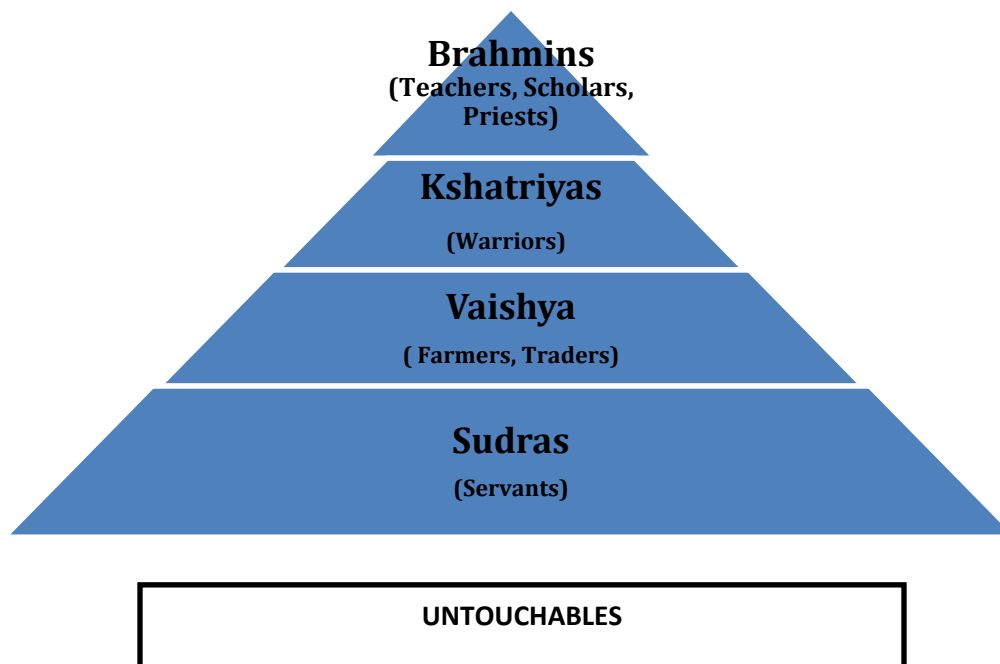 Brahmins
(Teachers, Scholars,
Priests)
Kshatriyas
(Warriors)
Vaishya
( Farmers, Traders)
Sudras
(Servants)
UNTOUCHABLES